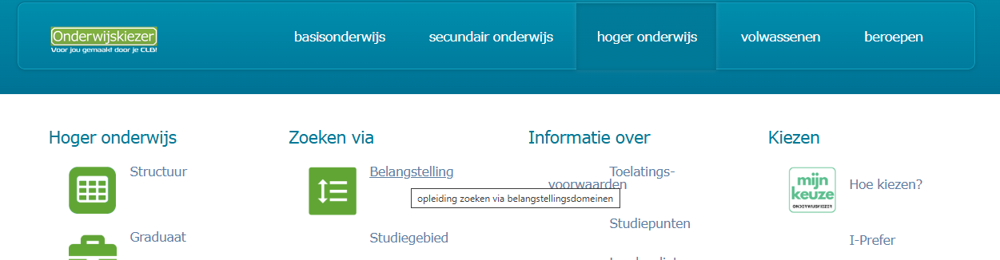 Onderwijskiezer
Voor jou gemaakt door je CLB!
basisonderwijs
secundair onderwijs
hoger onderwijs
volwassenen
beroepen
Hoger onderwijs
Structuur
Graduaat
Zoeken via
Belangstelling
opleiding zoeken via belangstellingsdomeinen
Studiegebied
Informatie over
Toelatings-
voorwaarden
Studiepunten
Kiezen
mijn
keuze
ONDERWIJSKIEZER
Hoe kiezen?
I-Prefer